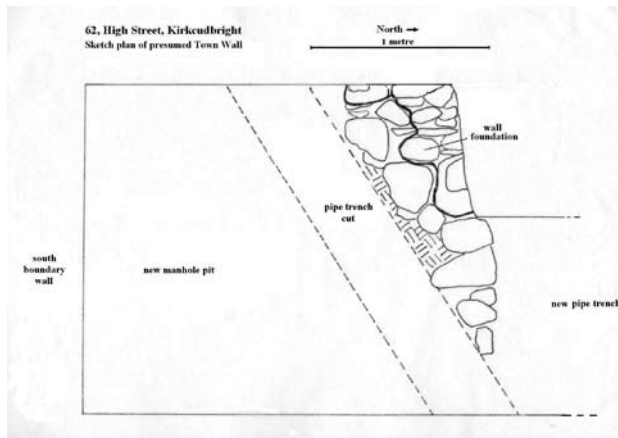 62, High Street, Kirkcudbright
Sketch plan of presumed Town Wall
North →
1 metre
wall
foundation
pipe trench
cut
south
boundary
wall
new manhole pit
new pipe trench